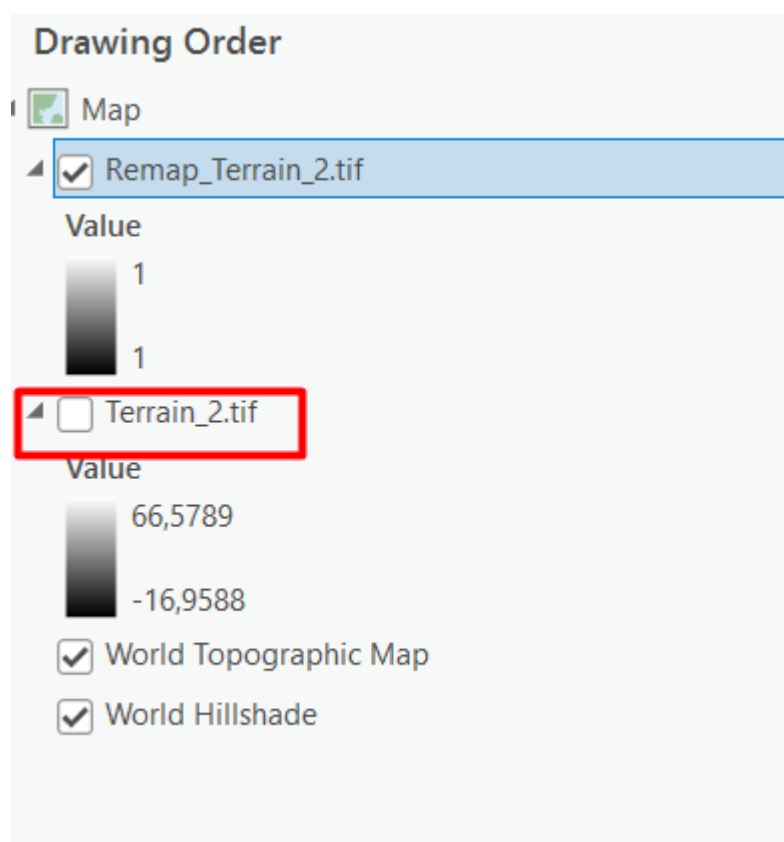 Drawing Order
Map
Remap_Terrain_2.tif
Value
1
1
Terrain_2.tif
Value
66,5789
-16,9588
World Topographic Map
World Hillshade